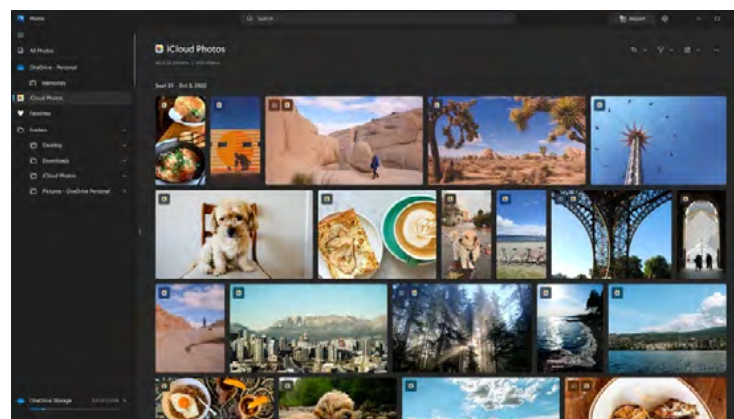 Photos
Search
Import
All Photos
OneDrive - Personal
Memories
iCloud Photos
Favorites
Folders
Desktop
Downloads
iCloud Photos
Pictures - OneDrive Personal
OneDrive Storage
iCloud Photos
Sept 25 - Oct 3, 2022